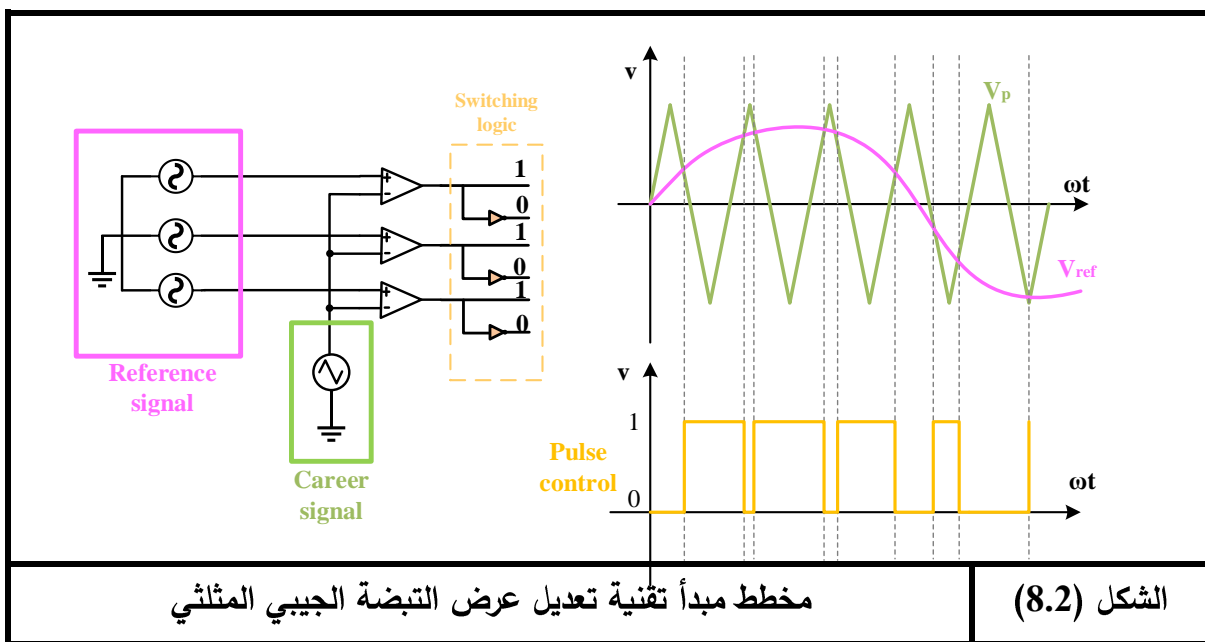 Switching
logic
1
0
1
0
1
0
+
-
+
-
+
-
Reference
signal
Career
signal
v
Vp
ωt
Vref
v
1
Pulse
control
0
ωt
الشكل (8.2)
مخطط مبدأ تقنية تعديل عرض التبضة الجيبي المثلثي